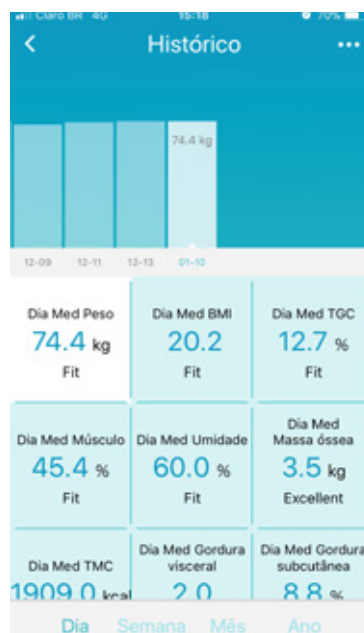 Claro BR 4G 15:18 70%
Histórico
74,4 kg
12-09 12-11 12-13 01-10
Dia Med Peso
74.4 kg
Fit
Dia Med BMI
20.2
Fit
Dia Med TGC
12.7 %
Fit
Dia Med Músculo
45.4 %
Fit
Dia Med Umidade
60.0 %
Fit
Dia Med
Massa óssea
3.5 kg
Excellent
Dia Med TMC
1909.0 kcal
Dia Med Gordura
visceral
2.0
Dia Med Gordura
subcutânea
8.8 %
Dia Semana Mês Ano